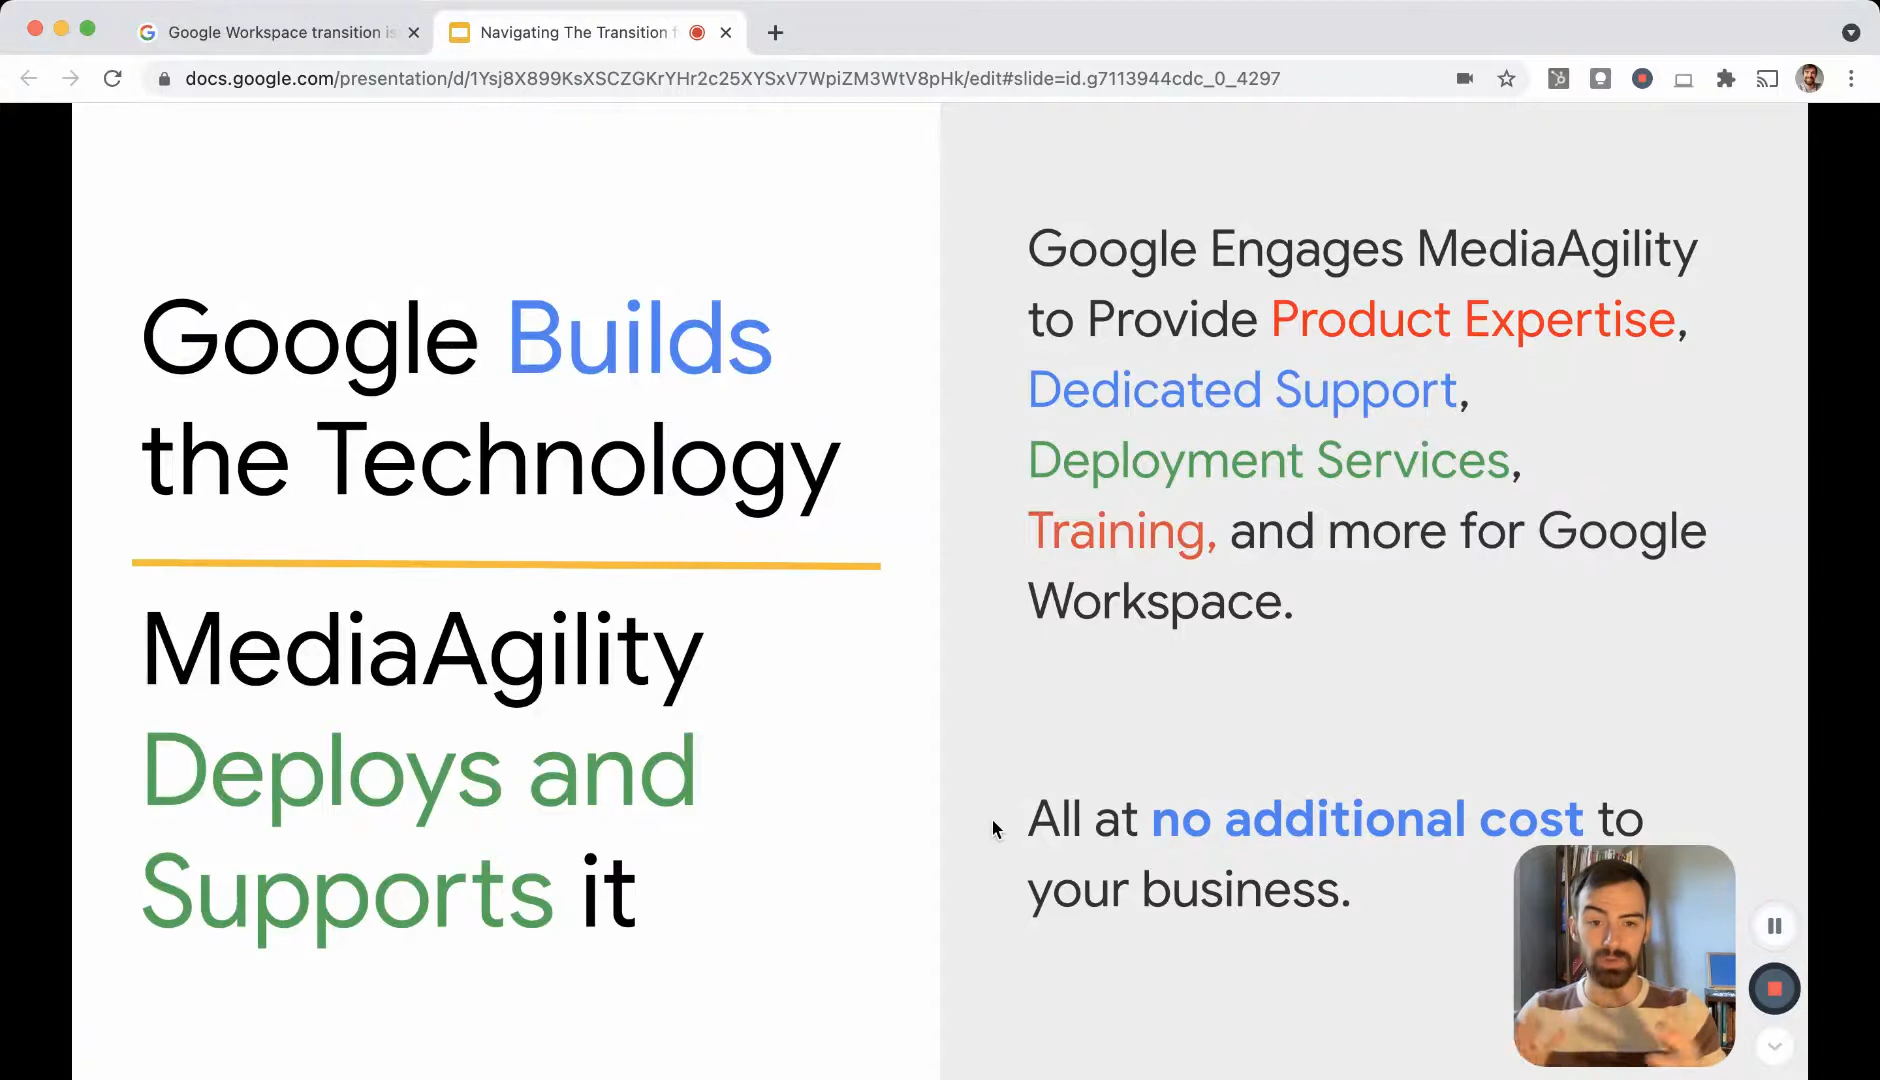 Google Workspace transition is
Navigating The Transition f
docs.google.com/presentation/d/1Ysj8X899KsXSCZGKrYHr2c25XYSxV7WpiZM3WtV8pHk/edit#slide=id.g7113944cdc_0_4297
Google Builds
the Technology
MediaAgility
Deploys and
Supports it
Google Engages MediaAgility
to Provide Product Expertise,
Dedicated Support,
Deployment Services,
Training, and more for Google
Workspace.
All at no additional cost to
your business.